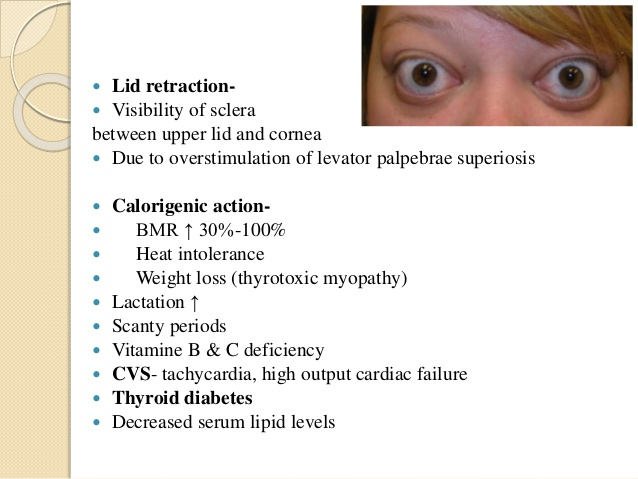 Lid retraction-
Visibility of sclera
between upper lid and cornea
Due to overstimulation of levator palpebrae superiosis
Calorigenic action-
BMR ↑ 30%-100%
Heat intolerance
Weight loss (thyrotoxic myopathy)
Lactation ↑
Scanty periods
Vitamine B & C deficiency
CVS- tachycardia, high output cardiac failure
Thyroid diabetes
Decreased serum lipid levels